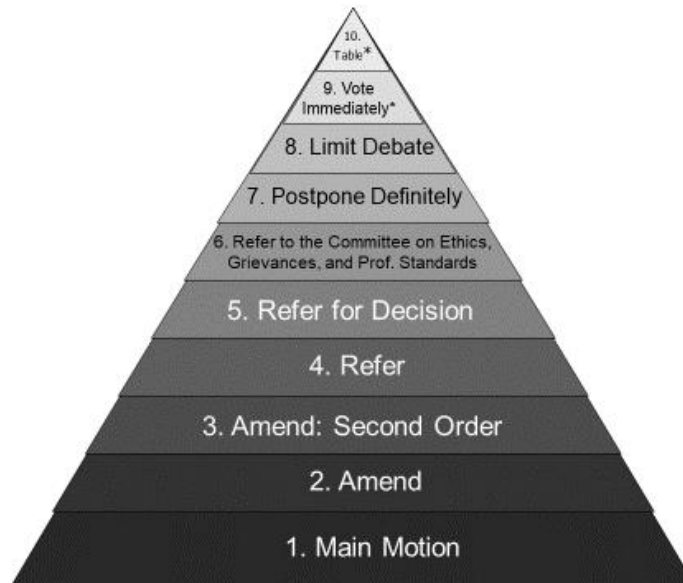 10.
Table*
9. Vote
Immediately*
8. Limit Debate
7. Postpone Definitely
6. Refer to the Committee on Ethics,
Grievances, and Prof. Standards
5. Refer for Decision
4. Refer
3. Amend: Second Order
2. Amend
1. Main Motion